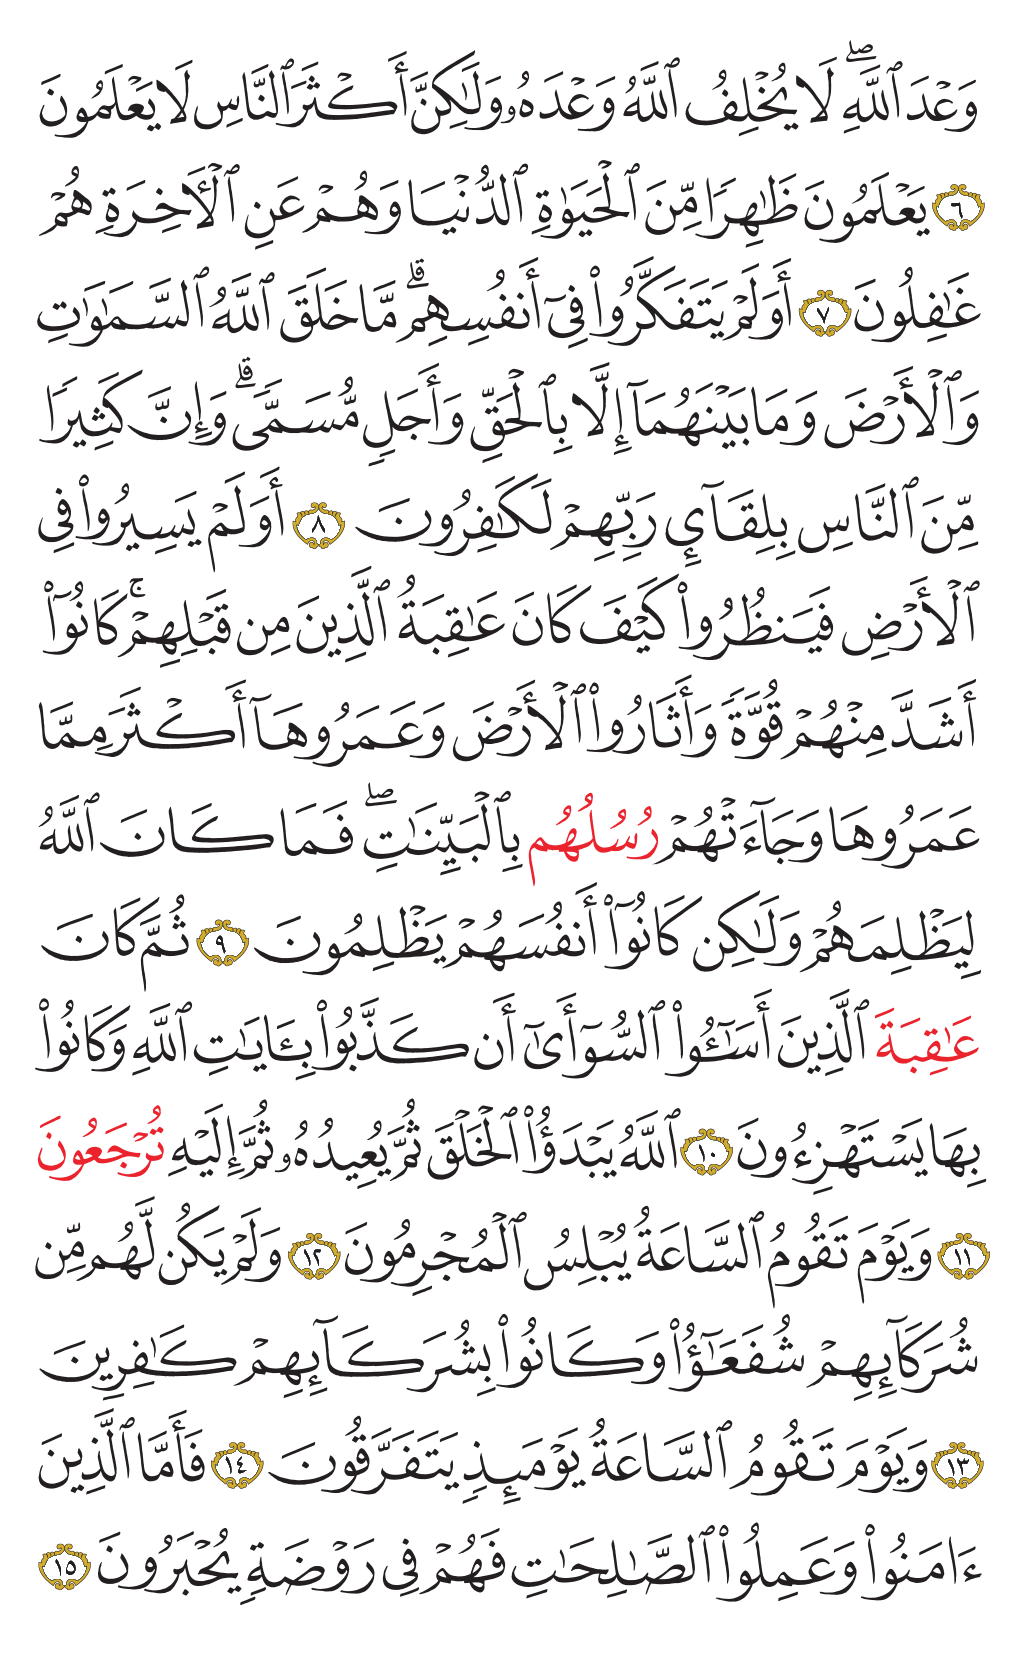 وَعۡدَ ٱللَّهِۖ لَا يُخۡلِفُ ٱللَّهُ وَعۡدَهُۥ وَلَٰكِنَّ أَكۡثَرَ ٱلنَّاسِ لَا يَعۡلَمُونَ
٦ يَعۡلَمُونَ ظَٰهِرٗا مِّنَ ٱلۡحَيَوٰةِ ٱلدُّنۡيَا وَهُمۡ عَنِ ٱلۡأٓخِرَةِ هُمۡ
غَٰفِلُونَ ٧ أَوَلَمۡ يَتَفَكَّرُواْ فِيٓ أَنفُسِهِمۗ مَّا خَلَقَ ٱللَّهُ ٱلسَّمَٰوَٰتِ
وَٱلۡأَرۡضَ وَمَا بَيۡنَهُمَآ إِلَّا بِٱلۡحَقِّ وَأَجَلٖ مُّسَمّٗىۗ وَإِنَّ كَثِيرٗا
مِّنَ ٱلنَّاسِ بِلِقَآيِٕ رَبِّهِمۡ لَكَٰفِرُونَ ٨ أَوَلَمۡ يَسِيرُواْ فِي
ٱلۡأَرۡضِ فَيَنظُرُواْ كَيۡفَ كَانَ عَٰقِبَةُ ٱلَّذِينَ مِن قَبۡلِهِمۡۚ كَانُوٓاْ
أَشَدَّ مِنۡهُمۡ قُوَّةٗ وَأَثَارُواْ ٱلۡأَرۡضَ وَعَمَرُوهَآ أَكۡثَرَ مِمَّا
عَمَرُوهَا وَجَآءَتۡهُمۡ رُسُلُهُم بِٱلۡبَيِّنَٰتِۖ فَمَا كَانَ ٱللَّهُ
لِيَظۡلِمَهُمۡ وَلَٰكِن كَانُوٓاْ أَنفُسَهُمۡ يَظۡلِمُونَ ٩ ثُمَّ كَانَ
عَٰقِبَةَ ٱلَّذِينَ أَسَٰٓـُٔواْ ٱلسُّوٓأَىٰٓ أَن كَذَّبُواْ بِـَٔايَٰتِ ٱللَّهِ وَكَانُواْ
بِهَا يَسۡتَهۡزِءُونَ ١٠ ٱللَّهُ يَبۡدَؤُاْ ٱلۡخَلۡقَ ثُمَّ يُعِيدُهُۥ ثُمَّ إِلَيۡهِ تُرۡجَعُونَ
١١ وَيَوۡمَ تَقُومُ ٱلسَّاعَةُ يُبۡلِسُ ٱلۡمُجۡرِمُونَ ١٢ وَلَمۡ يَكُن لَّهُم مِّن
شُرَكَآئِهِمۡ شُفَعَٰٓؤُاْ وَكَانُواْ بِشُرَكَآئِهِمۡ كَٰفِرِينَ
١٣ وَيَوۡمَ تَقُومُ ٱلسَّاعَةُ يَوۡمَئِذٖ يَتَفَرَّقُونَ ١٤ فَأَمَّا ٱلَّذِينَ
ءَامَنُواْ وَعَمِلُواْ ٱلصَّٰلِحَٰتِ فَهُمۡ فِي رَوۡضَةٖ يُحۡبَرُونَ ١٥